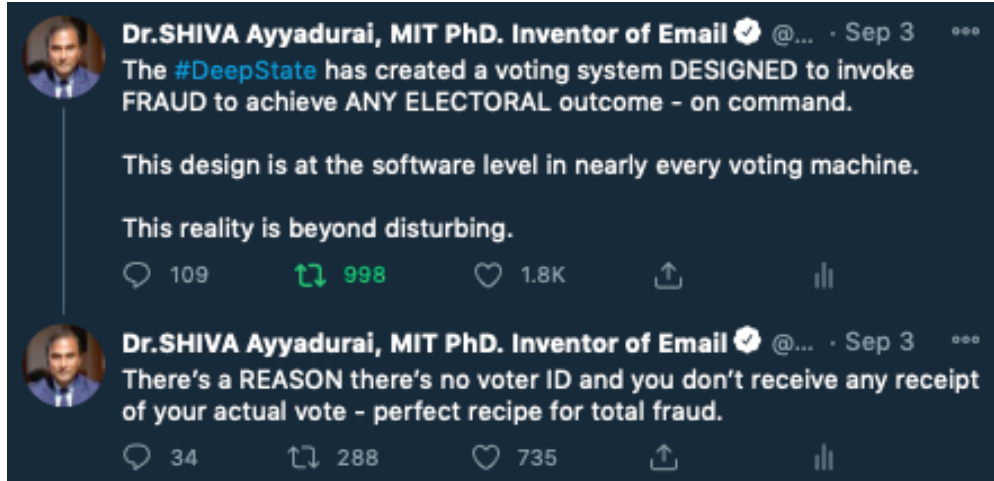 Dr.SHIVA Ayyadurai, MIT PhD. Inventor of Email @... · Sep 3
The #DeepState has created a voting system DESIGNED to invoke
FRAUD to achieve ANY ELECTORAL outcome - on command.
This design is at the software level in nearly every voting machine.
This reality is beyond disturbing.
109 998 1.8K
Dr.SHIVA Ayyadurai, MIT PhD. Inventor of Email @... · Sep 3
There's a REASON there's no voter ID and you don't receive any receipt
of your actual vote - perfect recipe for total fraud.
34 288 735